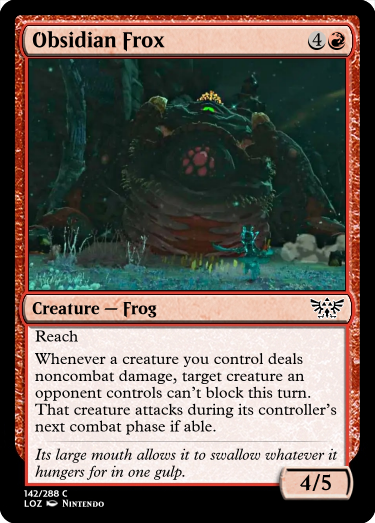 Obsidian Frox 4
Creature — Frog
Reach
Whenever a creature you control deals
noncombat damage, target creature an
opponent controls can't block this turn.
That creature attacks during its controller's
next combat phase if able.
Its large mouth allows it to swallow whatever it
hungers for in one gulp.
4/5
142/288 C
LOZ Nintendo